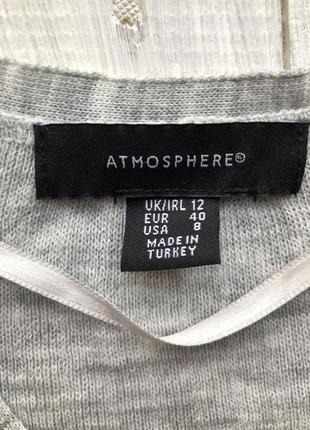 ATMOSPHERE®
UK/IRL 12
EUR 40
USA 8
MADE IN
TURKEY